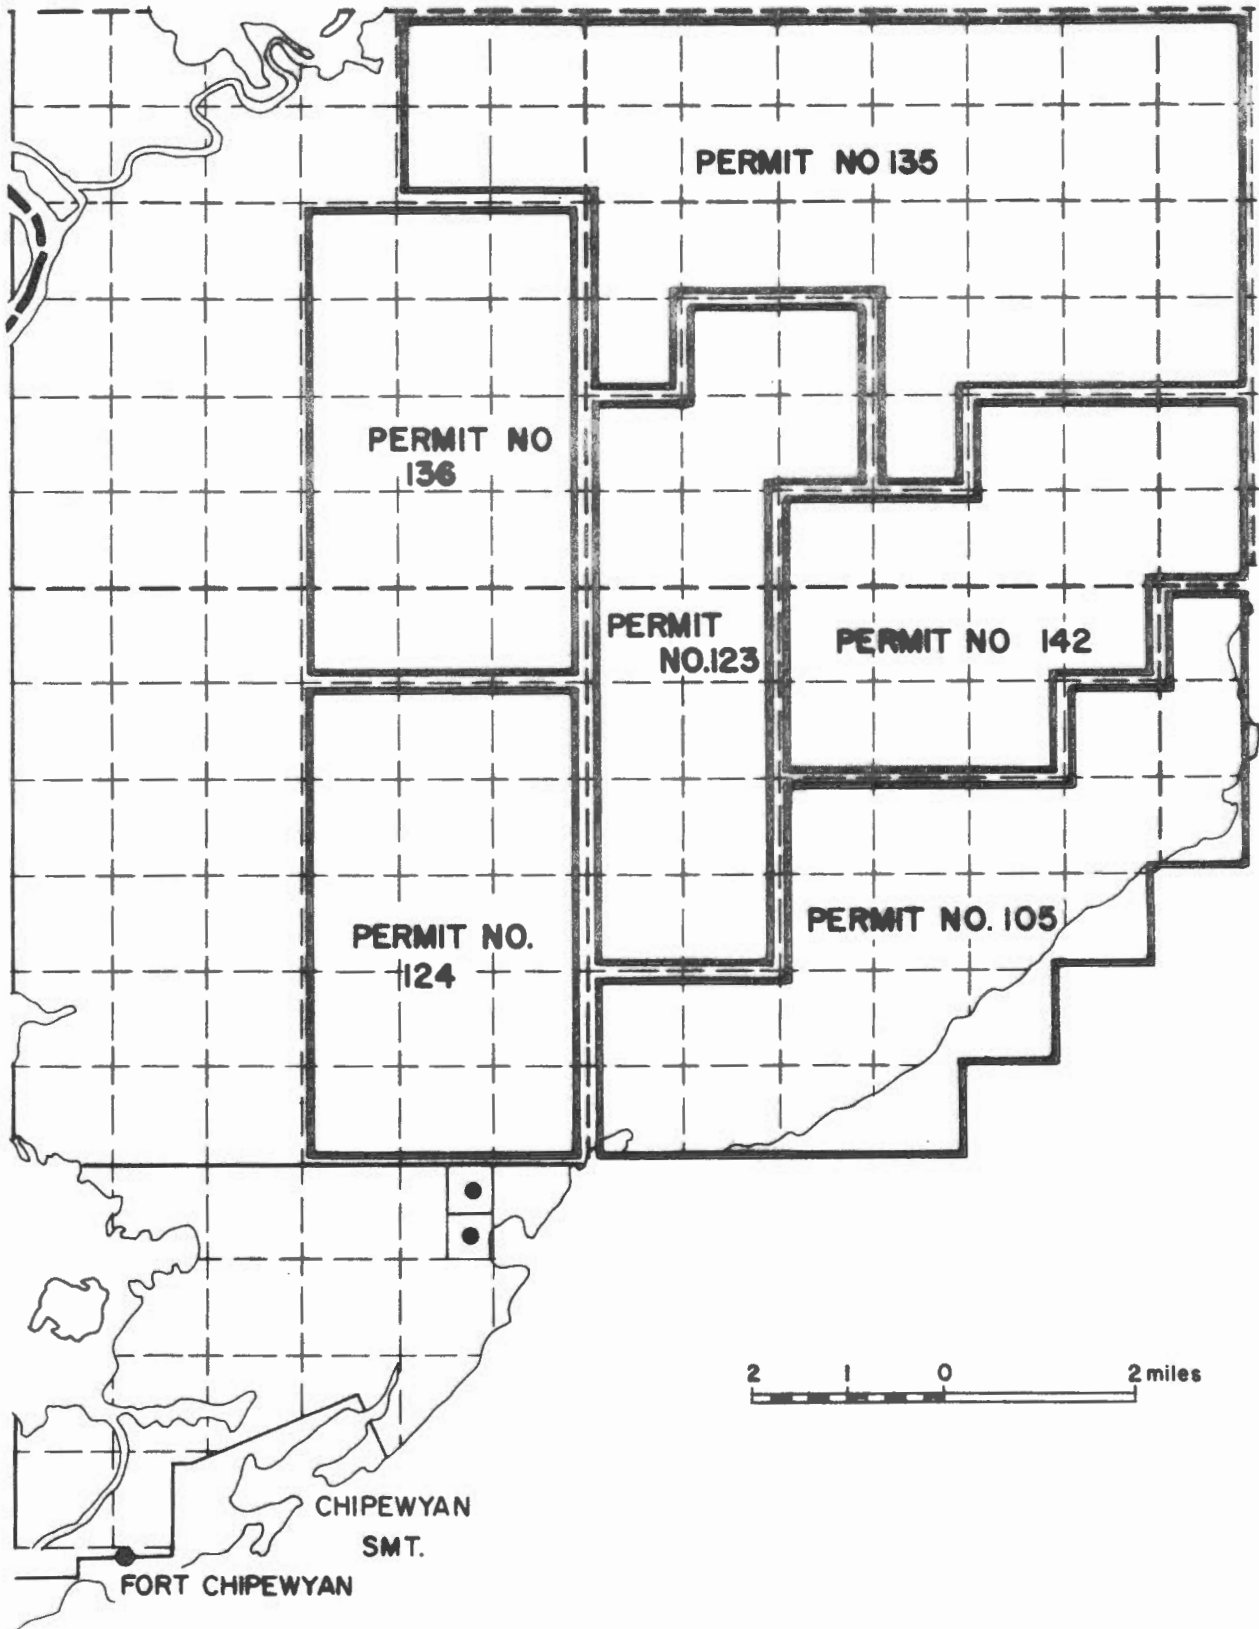 PERMIT NO 135
PERMIT NO
136
PERMIT
NO.123
PERMIT NO 142
PERMIT NO.
124
PERMIT NO. 105
2 1 0 2 miles
CHIPEWYAN
SMT.
FORT CHIPEWYAN